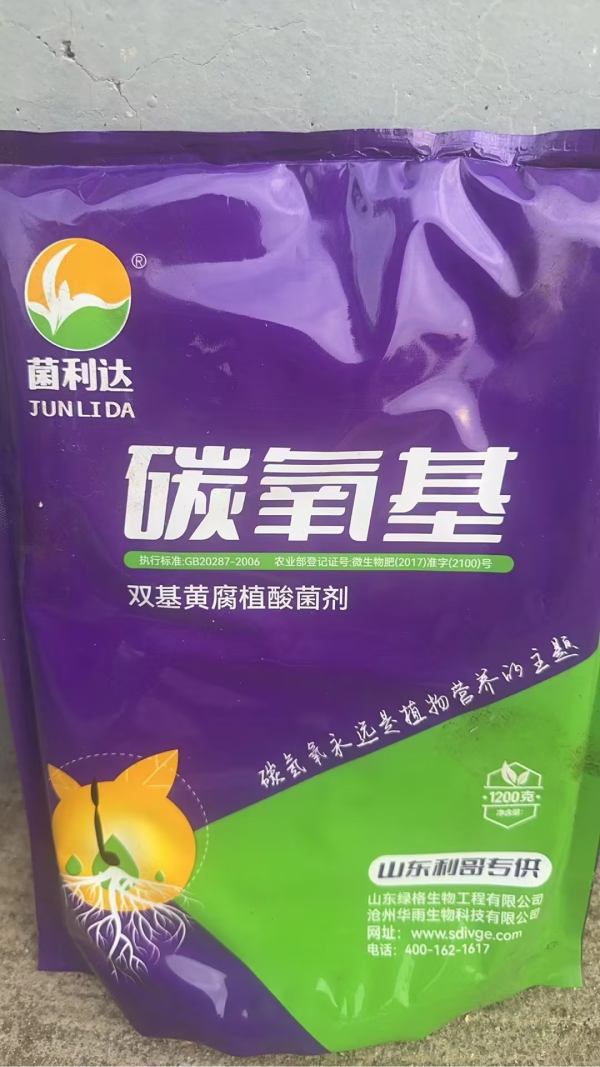 ®
菌利达
JUNLIDA
碳氧基
执行标准:GB20287-2006 农业部登记证号:微生物肥(2017)准字(2100)号
双基黄腐植酸菌剂
碳氢氧永远是植物营养的主题
1200克
净含量:
山东利哥专供
山东绿格生物工程有限公司
沧州华雨生物科技有限公司
网址: www.sdivge.com
电话: 400-162-1617